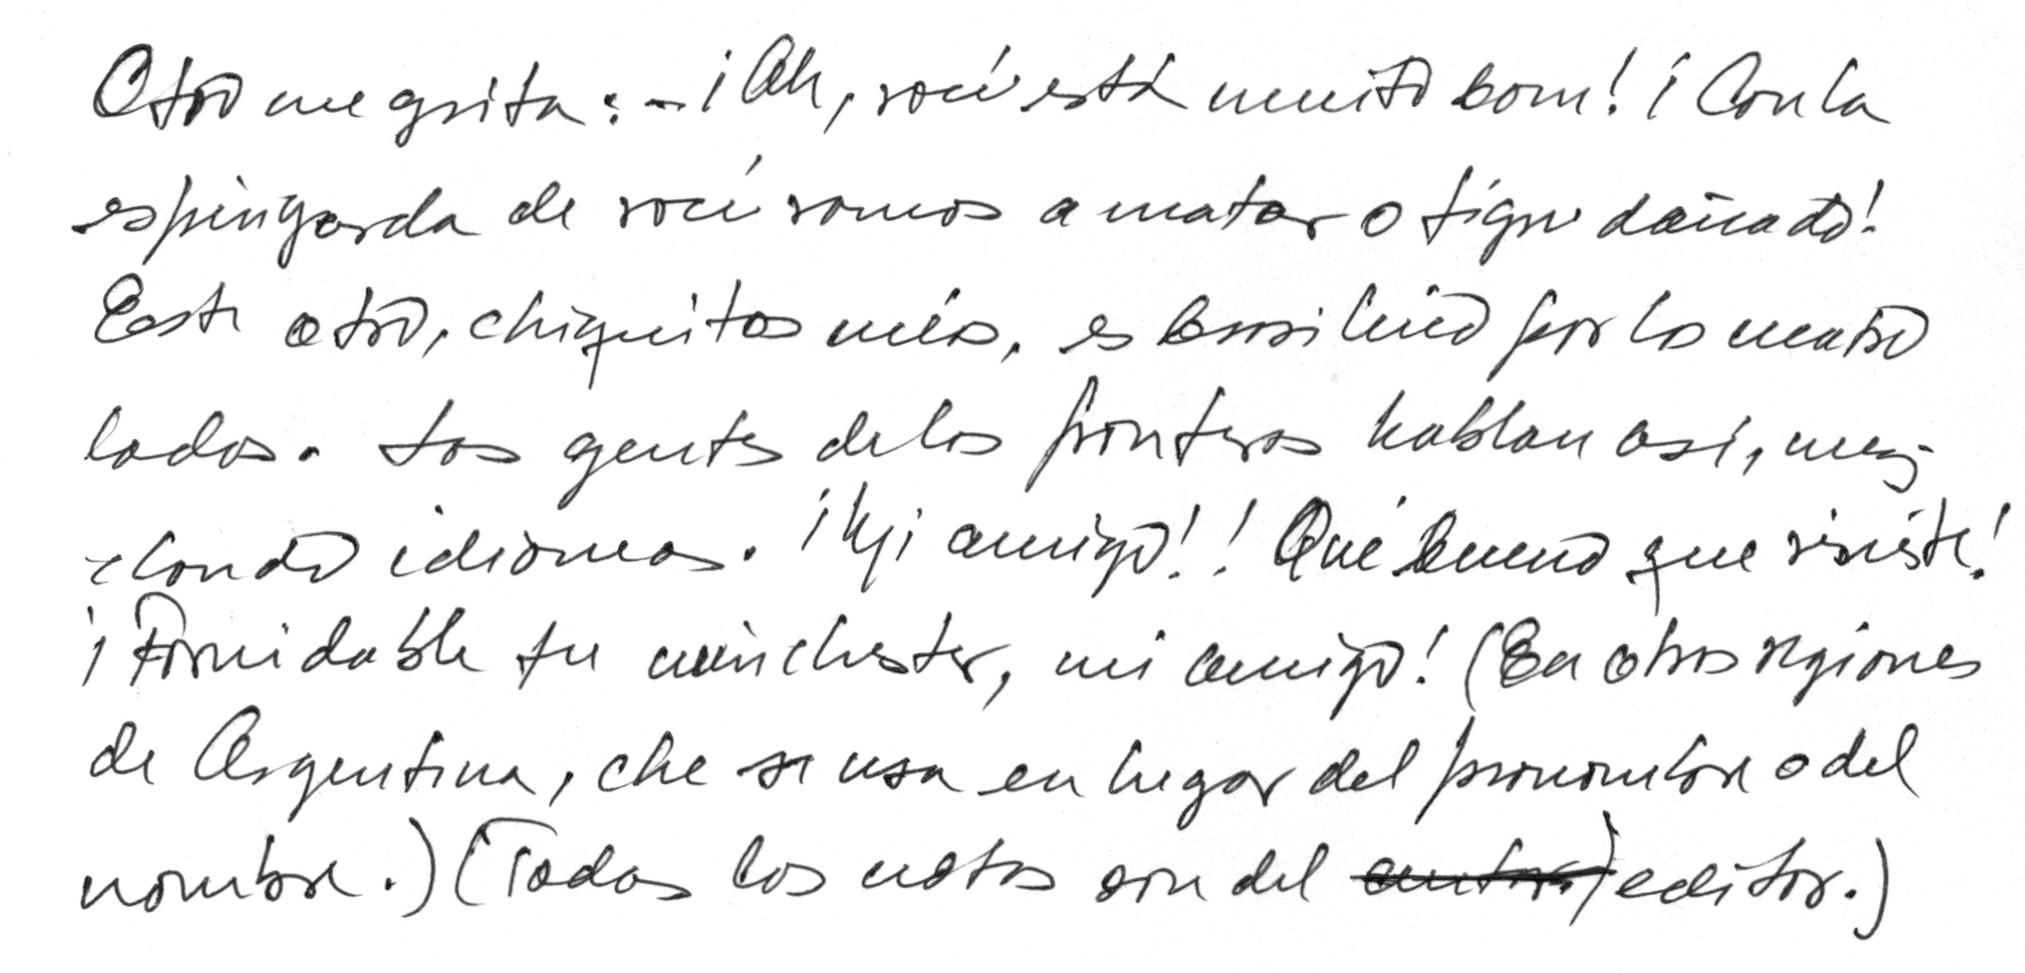 Otro me grita: –¡Ah, você está muito bom! ¡Con la
espingarda de você vamos a matar o tigre dañado!
Este otro, chiquitos míos, es brasileño por los cuatro
lados. Las gentes de las fronteras hablan así, mez-
clando idiomas. ¡Mi amigo!! Qué bueno que viniste!
¡Formidable tu winchester, mi amigo! (En otras regiones
de Argentina, che se usa en lugar del pronombre o del
nombre.) (Todas las notas son del autor.) editor.)